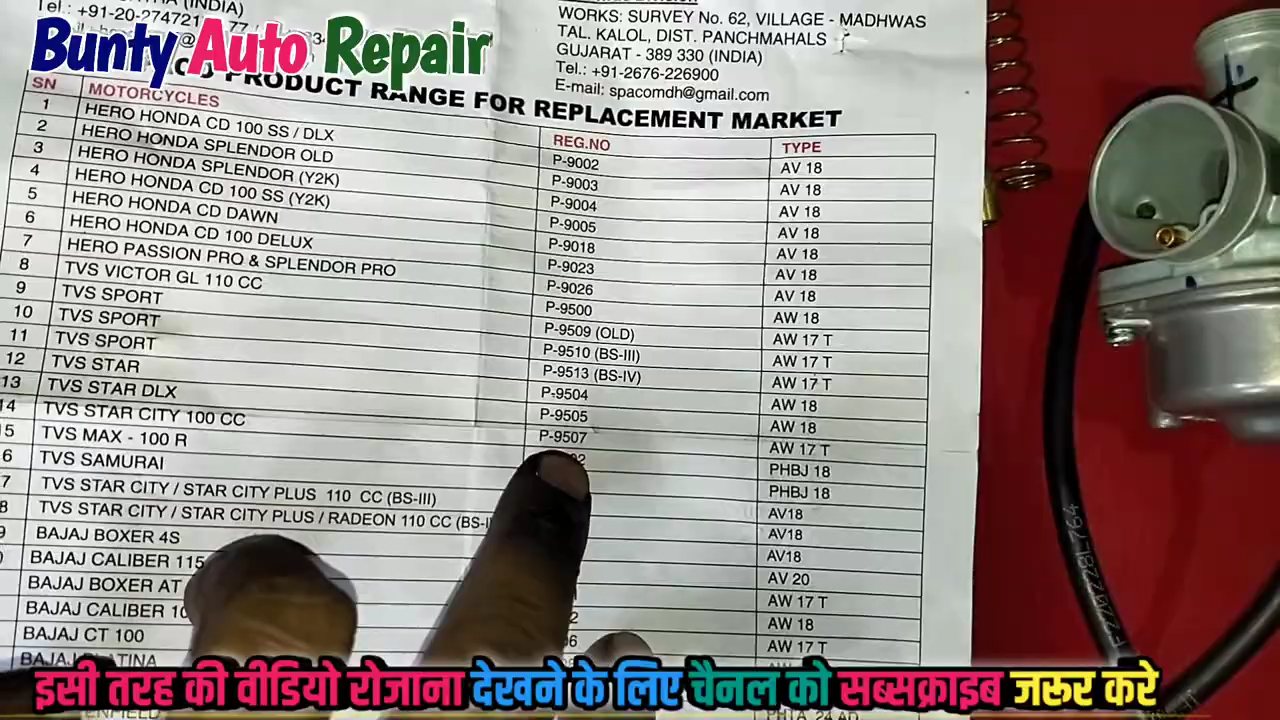 Tel.: +91-20-274721 77 /
WORKS: SURVEY No. 62, VILLAGE - MADHWAS
TAL. KALOL, DIST. PANCHMAHALS
GUJARAT - 389 330 (INDIA)
Tel.: +91-2676-226900
E-mail: spacomdh@gmail.com
Bunty Auto Repair
PRODUCT RANGE FOR REPLACEMENT MARKET
SN MOTORCYCLES REG.NO TYPE
1 HERO HONDA CD 100 SS / DLX P-9002 AV 18
2 HERO HONDA SPLENDOR OLD P-9003 AV 18
3 HERO HONDA SPLENDOR (Y2K) P-9004 AV 18
4 HERO HONDA CD 100 SS (Y2K) P-9005 AV 18
5 HERO HONDA CD DAWN P-9018 AV 18
6 HERO HONDA CD 100 DELUX P-9023 AV 18
7 HERO PASSION PRO & SPLENDOR PRO P-9026 AV 18
8 TVS VICTOR GL 110 CC P-9500 AW 18
9 TVS SPORT P-9509 (OLD) AW 17 T
10 TVS SPORT P-9510 (BS-III) AW 17 T
11 TVS SPORT P-9513 (BS-IV) AW 17 T
12 TVS STAR P-9504 AW 18
13 TVS STAR DLX P-9505 AW 18
14 TVS STAR CITY 100 CC P-9507 AW 17 T
5 TVS MAX - 100 R PHBJ 18
6 TVS SAMURAI PHBJ 18
7 TVS STAR CITY / STAR CITY PLUS 110 CC (BS-III) AV18
8 TVS STAR CITY / STAR CITY PLUS / RADEON 110 CC AV18
9 BAJAJ BOXER 4S AV18
BAJAJ CALIBER 115 AV 20
BAJAJ BOXER AT AW 17 T
BAJAJ CALIBER AW 18
BAJAJ CT 100 AW 17 T
BAJAJ PLATINA
इसी तरह की वीडियो रोजाना देखने के लिए चैनल को सब्सक्राइब जरूर करे